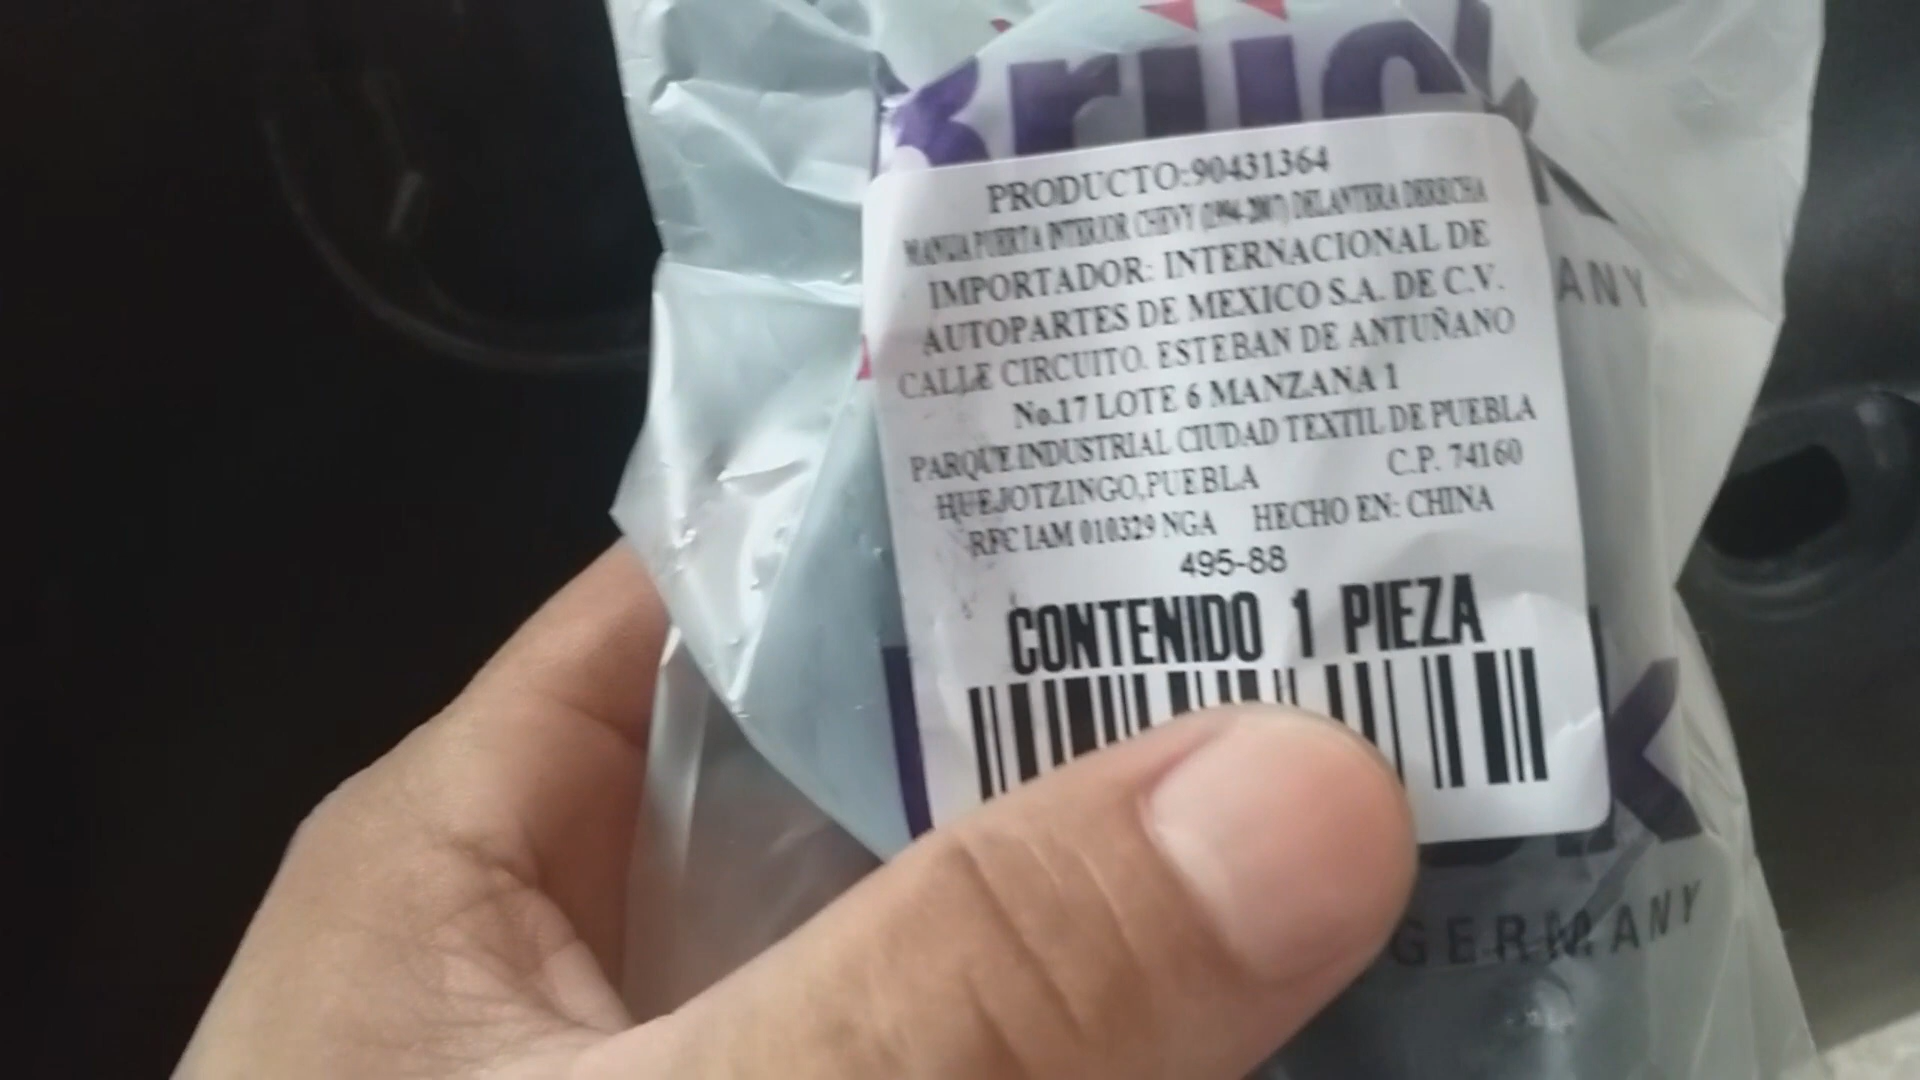 Brück
PRODUCTO:90431364
MANIJA PUERTA INTERIOR CHEVY (1994-2007) DELANTERA DERECHA
IMPORTADOR: INTERNACIONAL DE
AUTOPARTES DE MEXICO S.A. DE C.V.
CALLE CIRCUITO. ESTEBAN DE ANTUÑANO
No.17 LOTE 6 MANZANA 1
PARQUE INDUSTRIAL CIUDAD TEXTIL DE PUEBLA
HUEJOTZINGO,PUEBLA C.P. 74160
RFC IAM 010329 NGA HECHO EN: CHINA
495-88
CONTENIDO 1 PIEZA
GERMANY